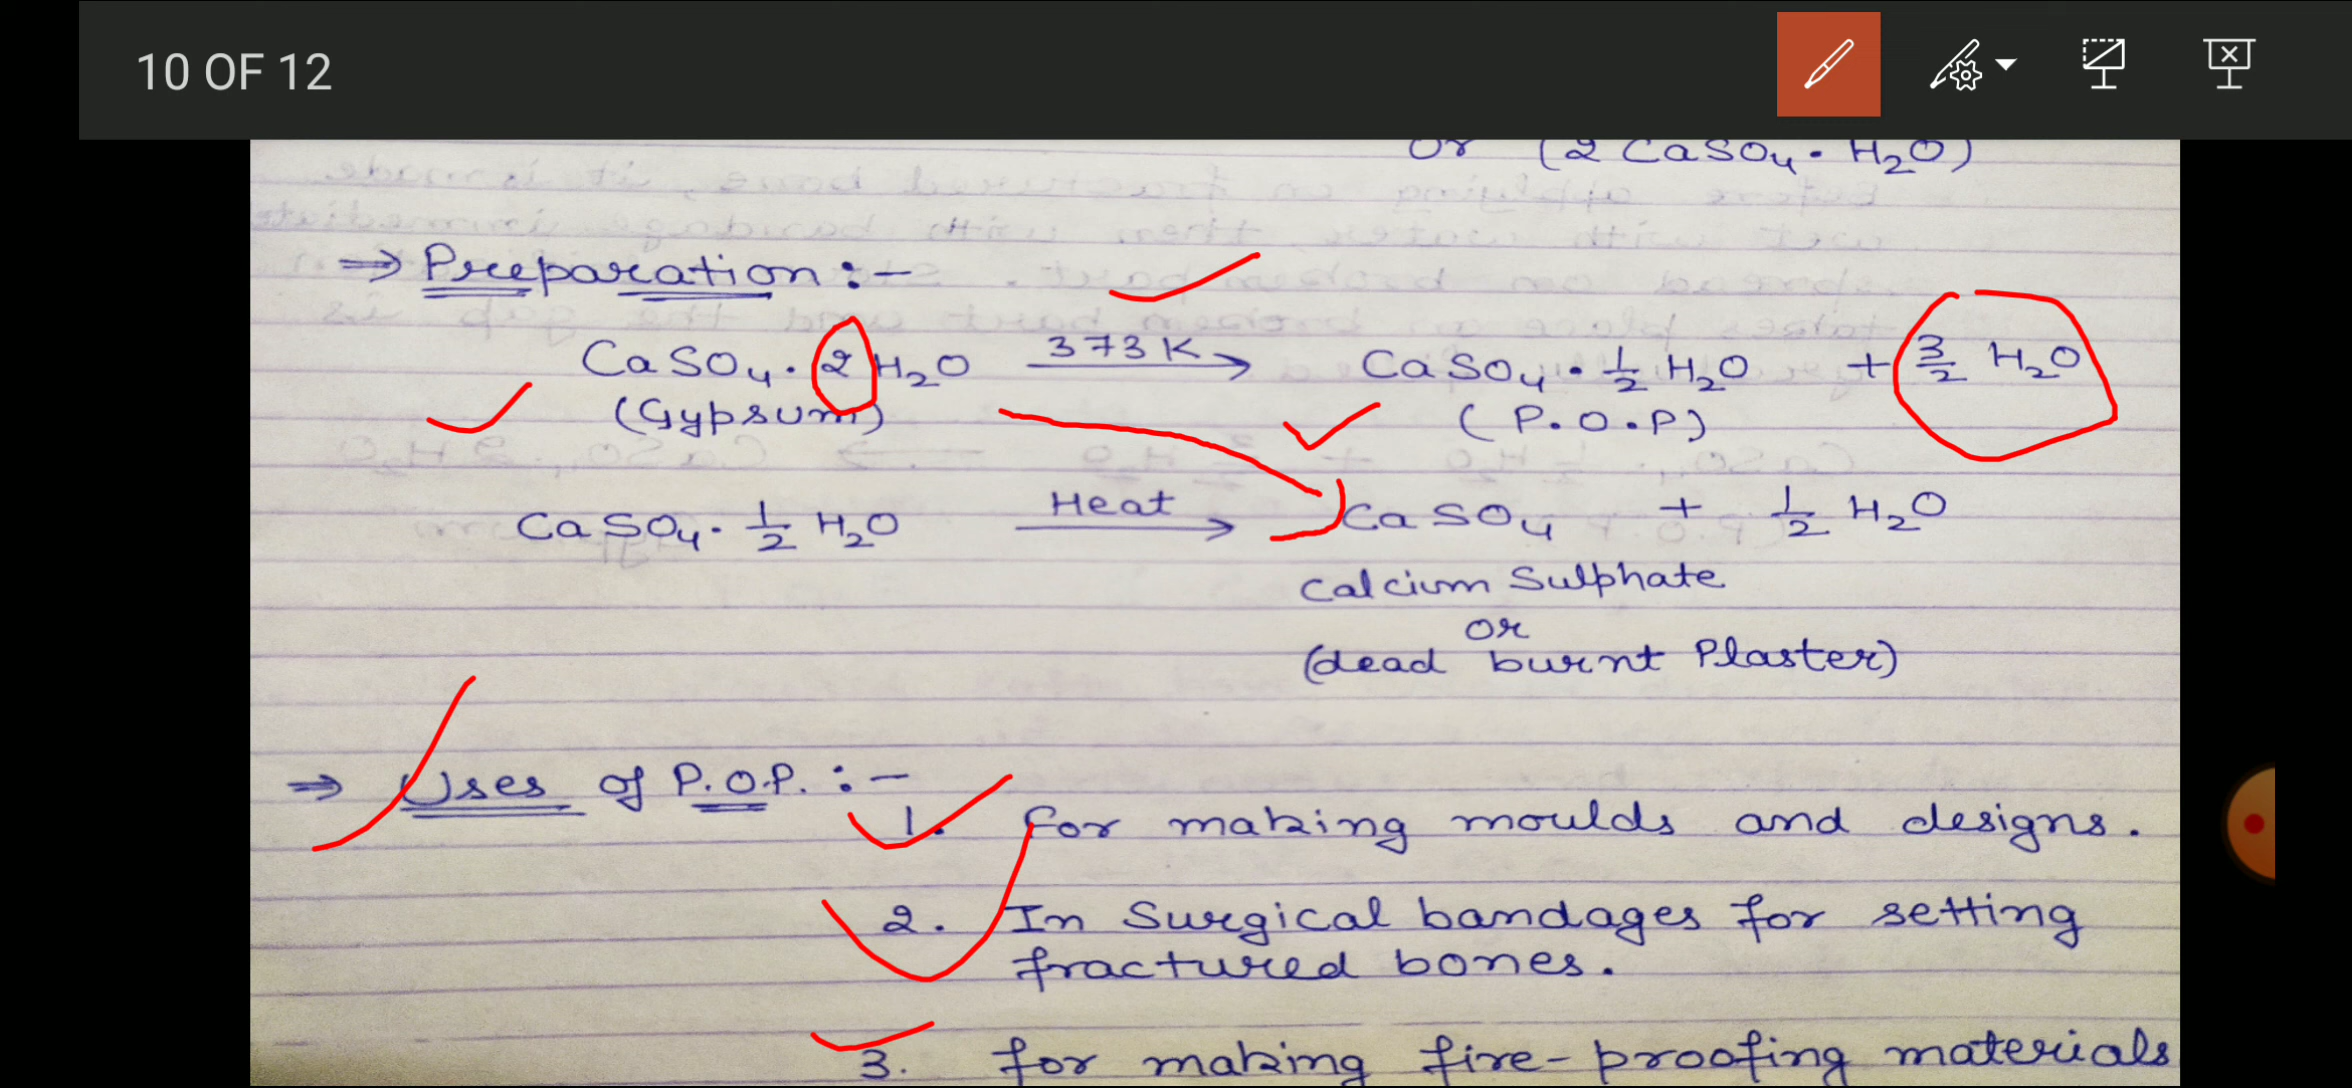 10 OF 12
or (2 CaSO₄ · H₂O)
⇒ Preeparation :-
CaSO₄ · 2 H₂O 373 K → CaSO₄ · 1/2 H₂O + 3/2 H₂O
(Gypsum) (P.O.P)
CaSO₄ · 1/2 H₂O Heat → CaSO₄ + 1/2 H₂O
Calcium Sulphate
or
(dead burnt Plaster)
⇒ Uses of P.O.P. :-
1. for making moulds and designs.
2. In Surgical bandages for setting
fractured bones.
3. for making fire-proofing materials